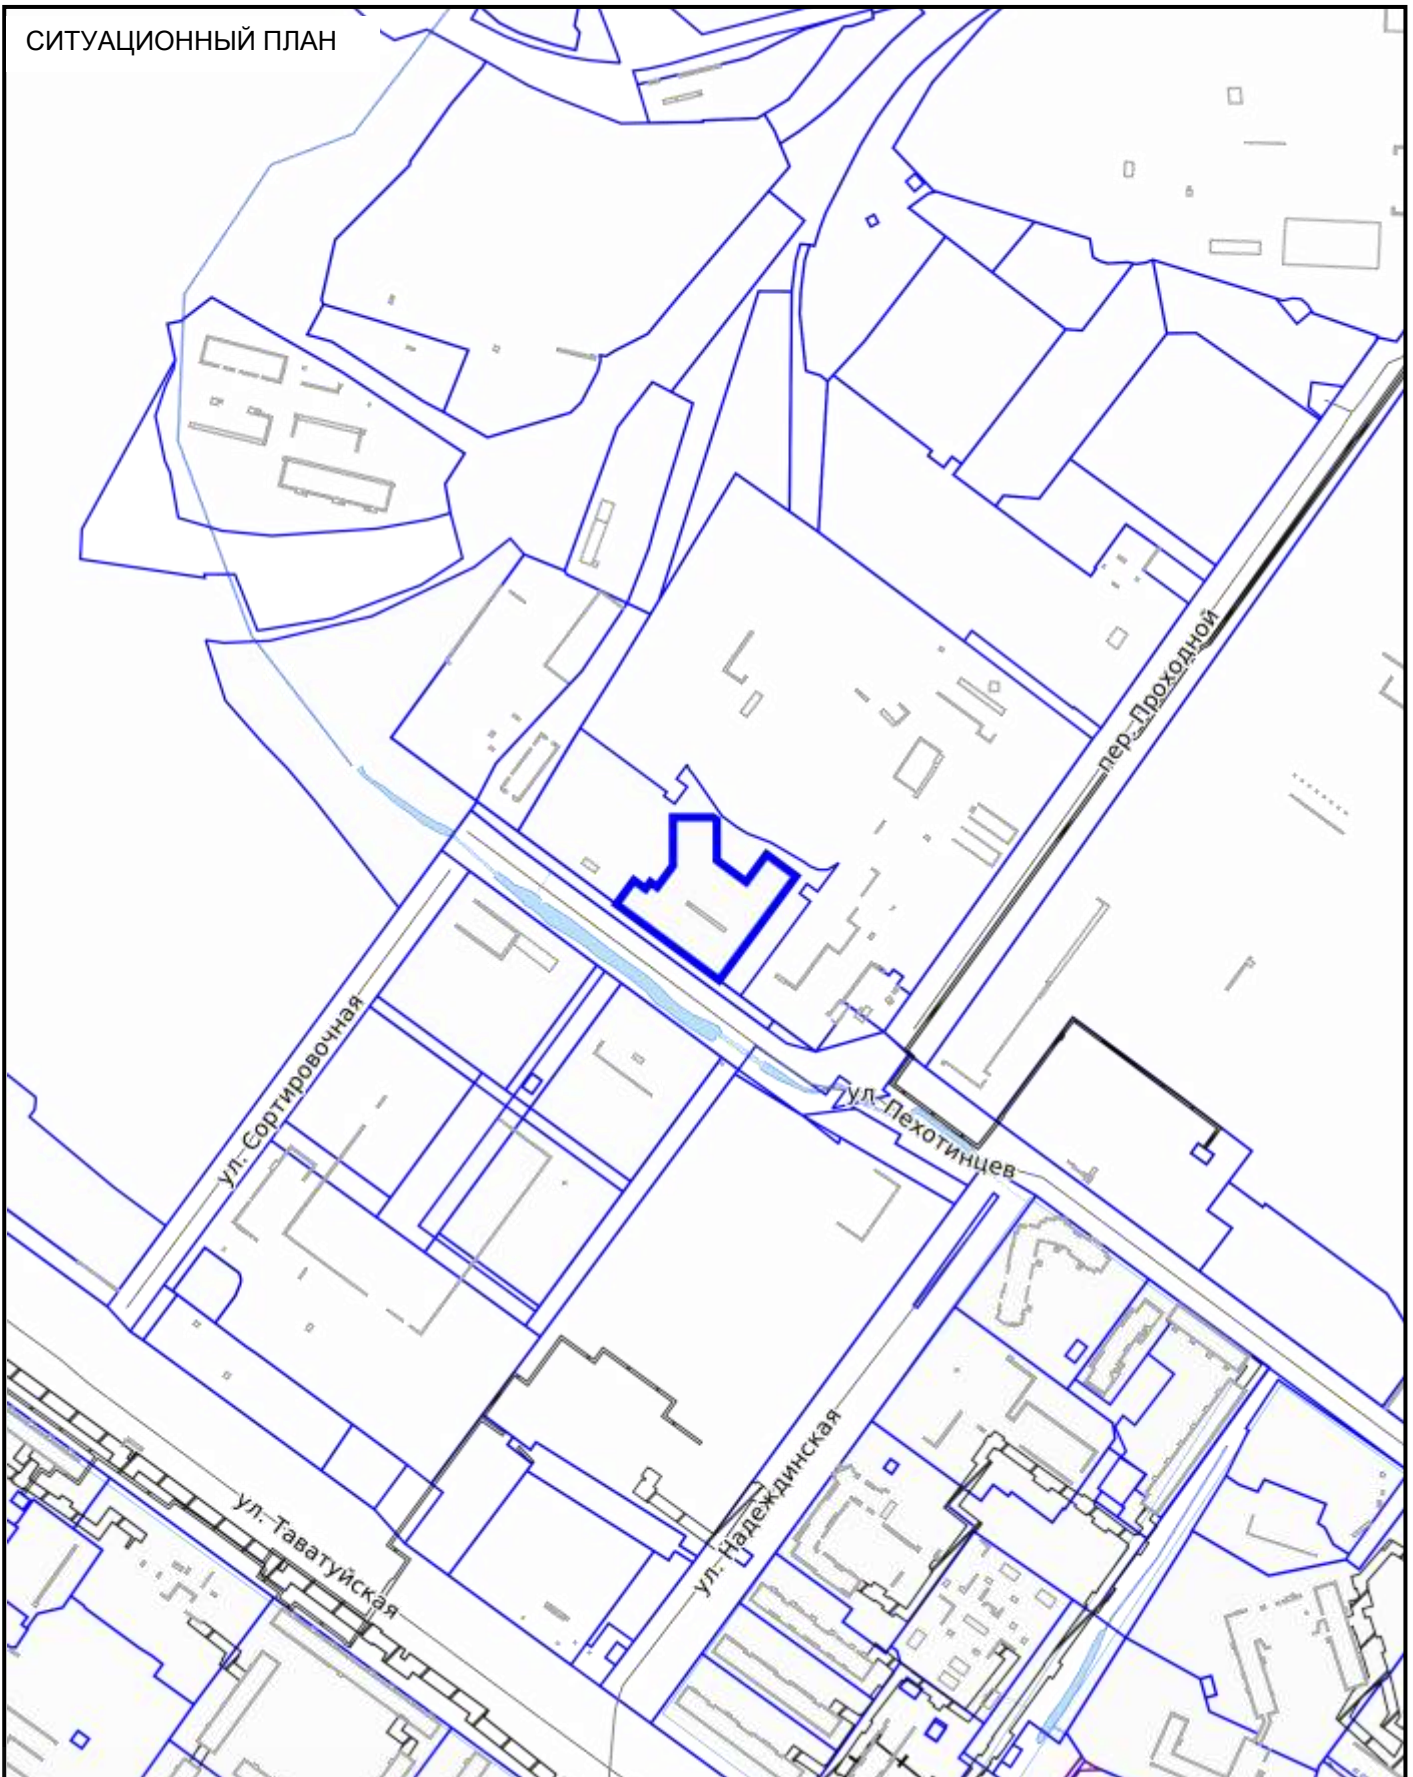 СИТУАЦИОННЫЙ ПЛАН
пер. Проходной
ул. Сортировочная
ул. Пехотинцев
ул. Надеждинская
ул. Таватуйская